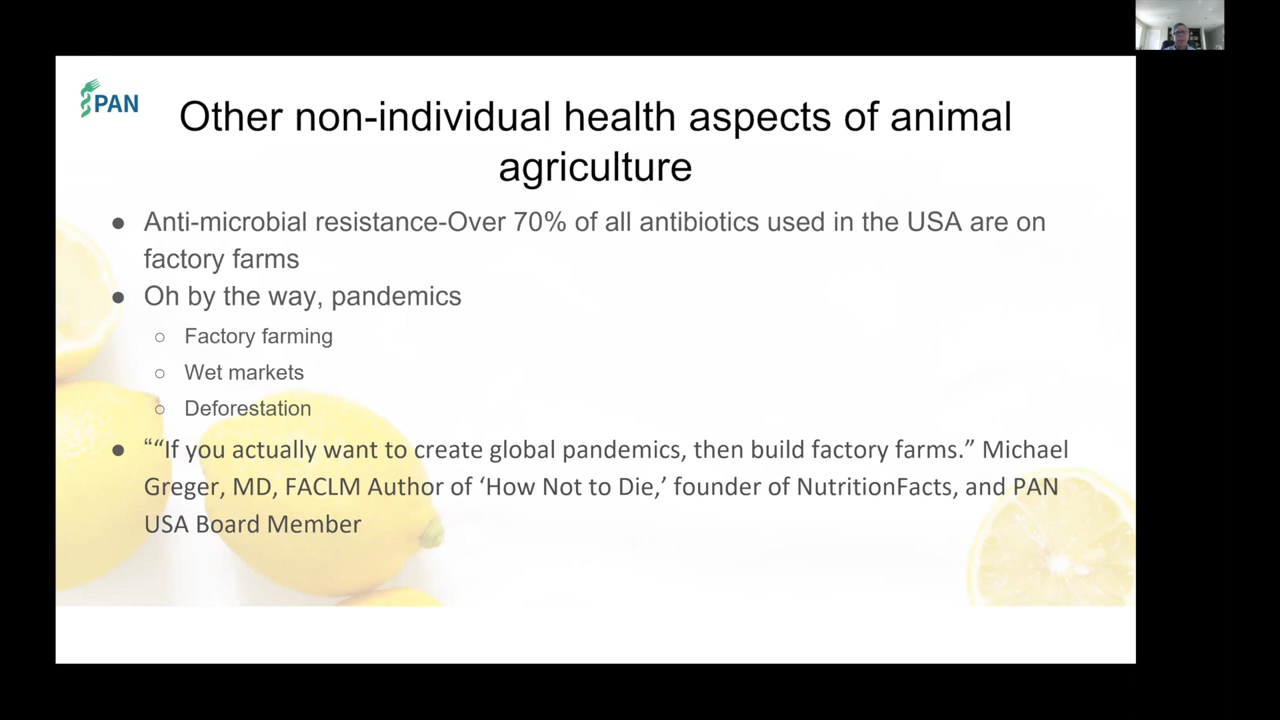 PAN
Other non-individual health aspects of animal
agriculture
● Anti-microbial resistance-Over 70% of all antibiotics used in the USA are on
factory farms
● Oh by the way, pandemics
○ Factory farming
○ Wet markets
○ Deforestation
● ““If you actually want to create global pandemics, then build factory farms.” Michael
Greger, MD, FACLM Author of ‘How Not to Die,’ founder of NutritionFacts, and PAN
USA Board Member